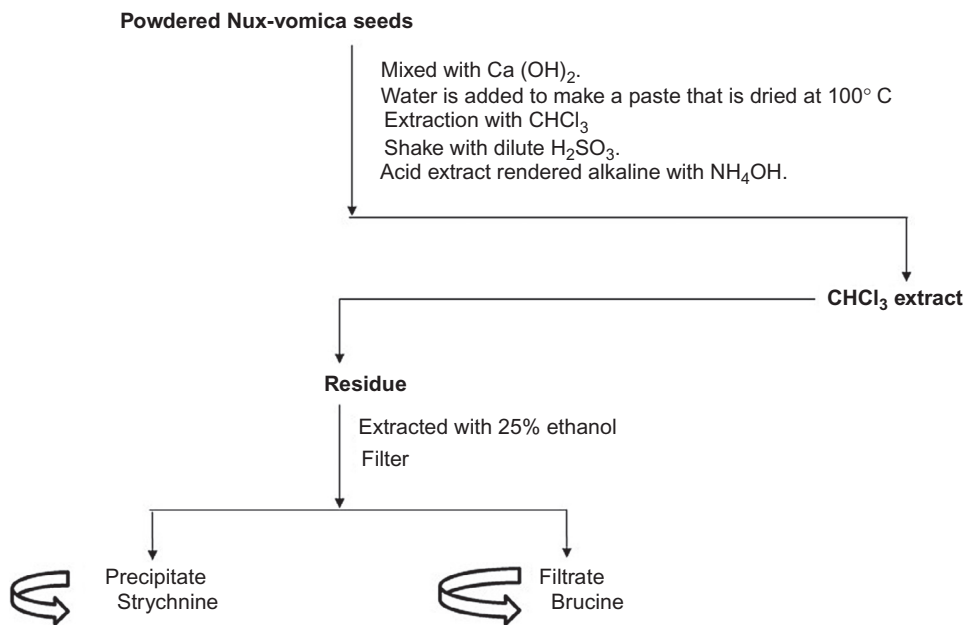 Powdered Nux-vomica seeds
Mixed with Ca (OH)₂.
Water is added to make a paste that is dried at 100° C
Extraction with CHCl₃
Shake with dilute H₂SO₃.
Acid extract rendered alkaline with NH₄OH.
CHCl₃ extract
Residue
Extracted with 25% ethanol
Filter
Precipitate
Strychnine
Filtrate
Brucine